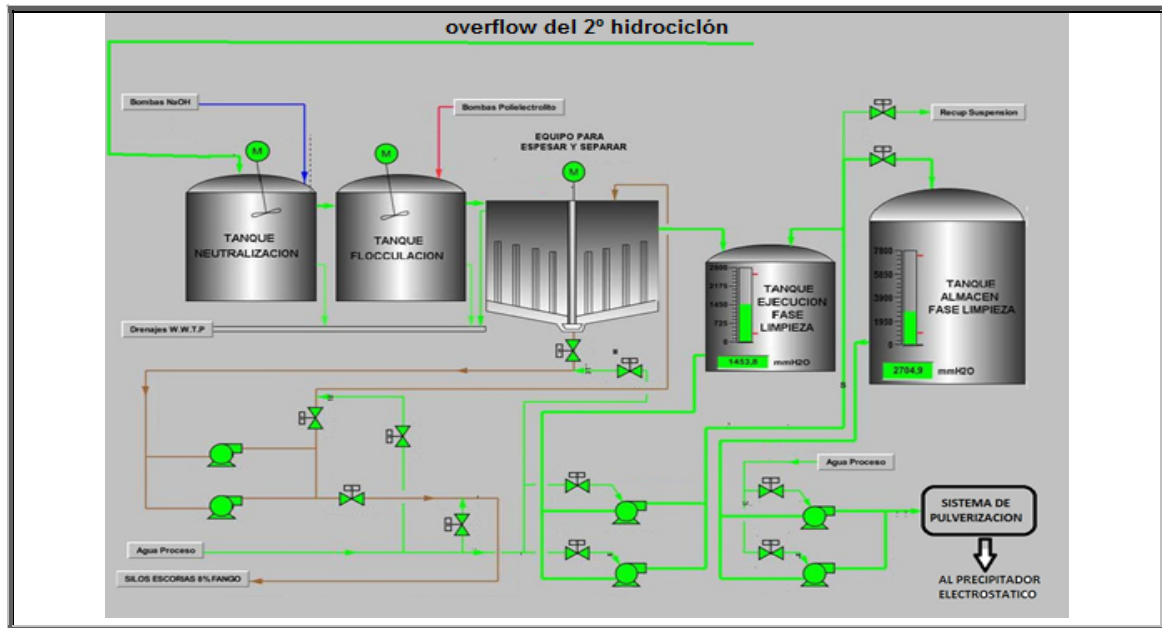 overflow del 2º hidrociclón
Bombas NaOH
Bombas Polielectrolito
Recup Suspension
EQUIPO PARA
ESPESAR Y SEPARAR
M
M
M
TANQUE
NEUTRALIZACION
TANQUE
FLOCCULACION
7800
5850
3900
1950
0
TANQUE
ALMACEN
FASE LIMPIEZA
2704,9 mmH2O
2900
2175
1450
725
0
TANQUE
EJECUCION
FASE
LIMPIEZA
1453,8 mmH2O
Drenajes W.W.T.P
S
Agua Proceso
SISTEMA DE
PULVERIZACION
Agua Proceso
SILOS ESCORIAS 8% FANGO
AL PRECIPITADOR
ELECTROSTATICO